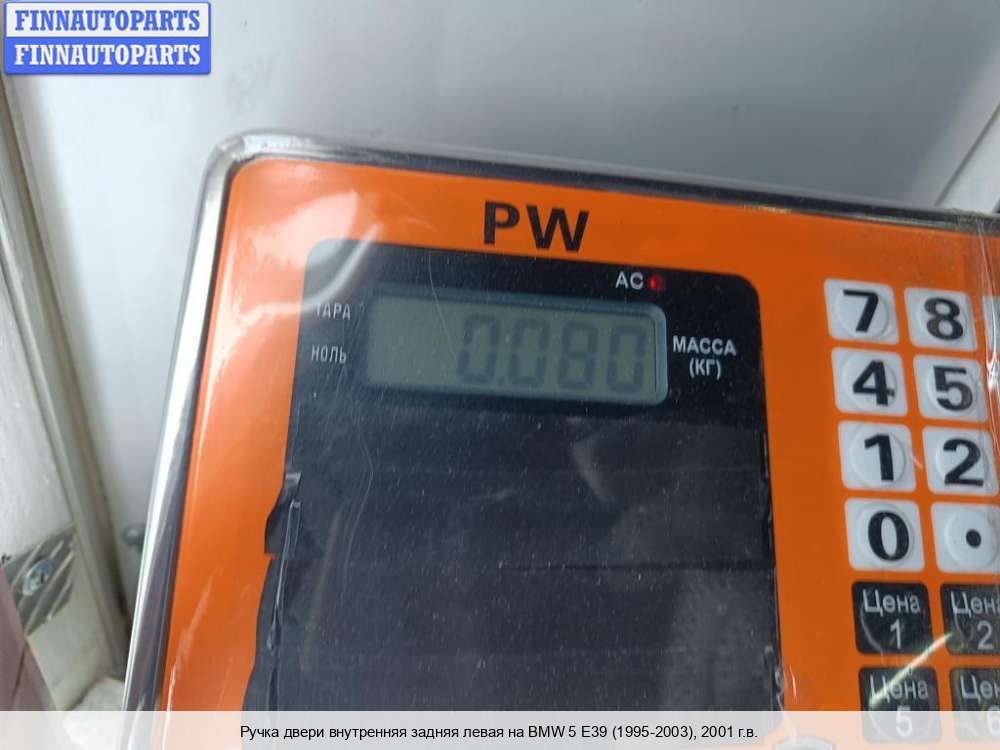 FINNAUTOPARTS
FINNAUTOPARTS
PW
AC
ТАРА
НОЛЬ
0.080
МАССА
(КГ)
7 8
4 5
1 2
0 .
Цена 1
Цена 2
Цена 5
6
Ручка двери внутренняя задняя левая на BMW 5 E39 (1995-2003), 2001 г.в.